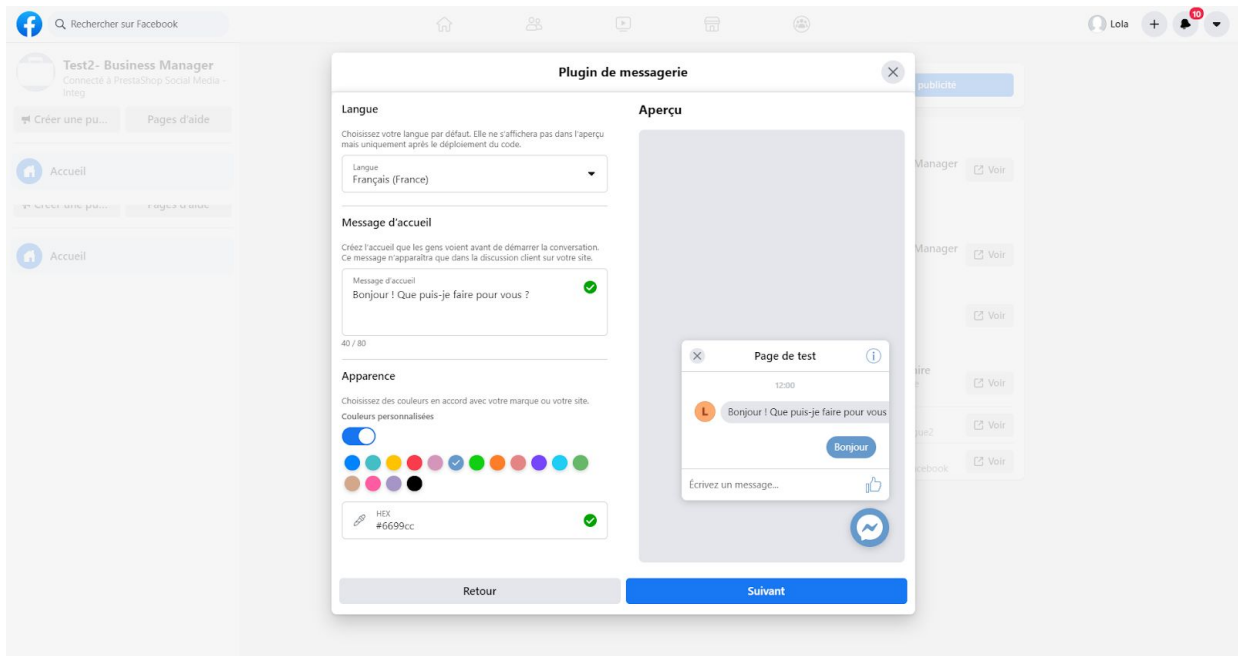 Rechercher sur Facebook
Lola
10
Test2- Business Manager
Connecté à PrestaShop Social Media -
Integ
Créer une pu...
Pages d'aide
Accueil
Créer une pu...
Pages d'aide
Accueil
Plugin de messagerie
Langue
Choisissez votre langue par défaut. Elle ne s'affichera pas dans l'aperçu
mais uniquement après le déploiement du code.
Langue
Français (France)
Message d'accueil
Créez l'accueil que les gens voient avant de démarrer la conversation.
Ce message n'apparaîtra que dans la discussion client sur votre site.
Message d'accueil
Bonjour ! Que puis-je faire pour vous ?
40 / 80
Apparence
Choisissez des couleurs en accord avec votre marque ou votre site.
Couleurs personnalisées
HEX
#6699cc
Aperçu
Page de test
12:00
L
Bonjour ! Que puis-je faire pour vous
Bonjour
Écrivez un message...
Retour
Suivant
publicité
Manager
Voir
Manager
Voir
Voir
Voir
Voir
Voir